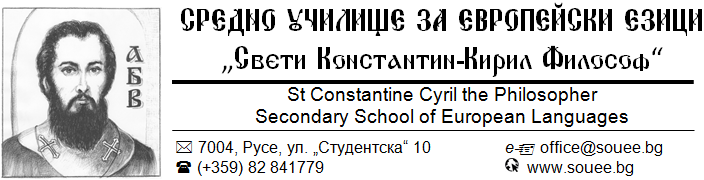 СРЕДНО УЧИЛИЩЕ ЗА ЕВРОПЕЙСКИ ЕЗИЦИ
„Свети Константин-Кирил Философ“
АБВ
St Constantine Cyril the Philosopher
Secondary School of European Languages
7004, Русе, ул. „Студентска“ 10
e- office@souee.bg
(+359) 82 841779
www.souee.bg